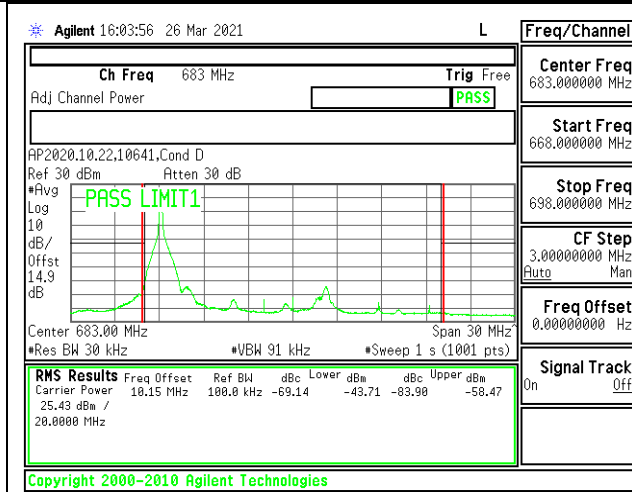 Agilent 16:03:56 26 Mar 2021 L
Ch Freq 683 MHz Trig Free
Adj Channel Power PASS
AP2020.10.22,10641,Cond D
Ref 30 dBm Atten 30 dB
#Avg
Log
10
dB/
Offst
14.9
dB
PASS LIMIT1
Center 683.00 MHz Span 30 MHz
#Res BW 30 kHz #VBW 91 kHz #Sweep 1 s (1001 pts)
RMS Results Freq Offset Ref BW dBc Lower dBm dBc Upper dBm
Carrier Power 10.15 MHz 100.0 kHz -69.14 -43.71 -83.90 -58.47
25.43 dBm /
20.0000 MHz
Copyright 2000-2010 Agilent Technologies
Freq/Channel
Center Freq
683.000000 MHz
Start Freq
668.000000 MHz
Stop Freq
698.000000 MHz
CF Step
3.00000000 MHz
Auto Man
Freq Offset
0.00000000 Hz
Signal Track
On Off